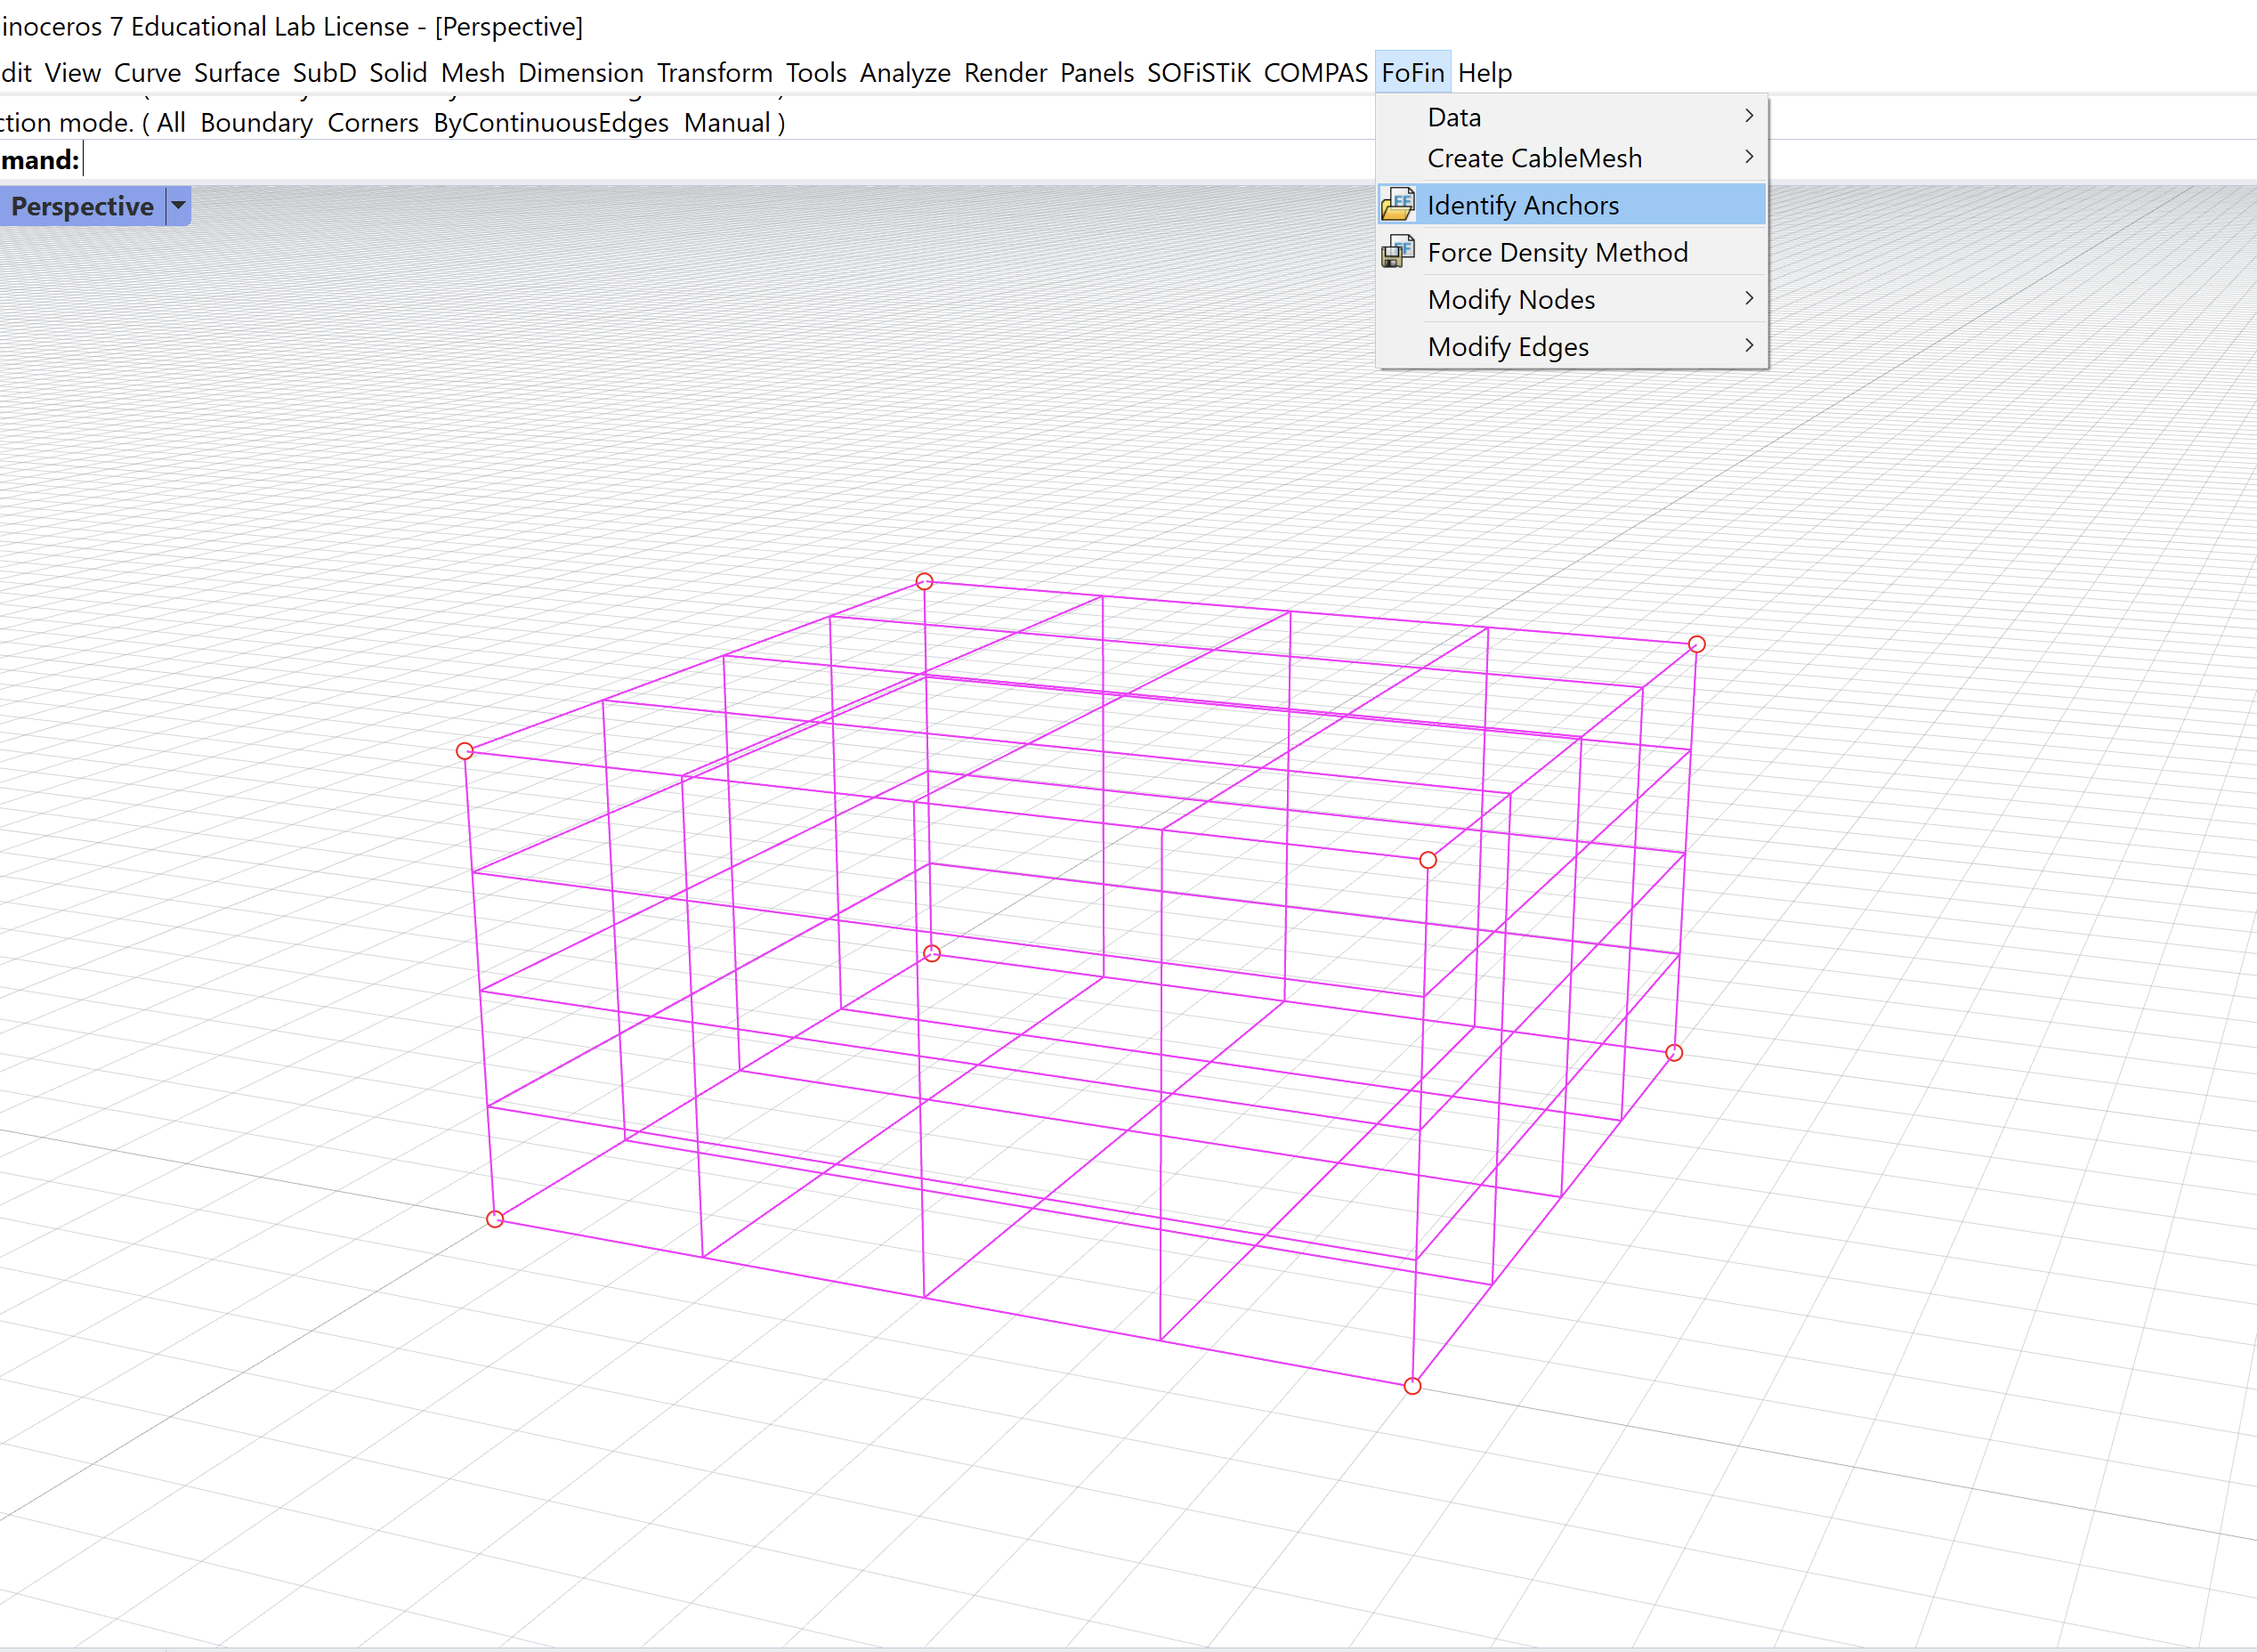 inoceros 7 Educational Lab License - [Perspective]
dit View Curve Surface SubD Solid Mesh Dimension Transform Tools Analyze Render Panels SOFiSTiK COMPAS FoFin Help
ction mode. ( All Boundary Corners ByContinuousEdges Manual )
mand:
Perspective
Data
Create CableMesh
FF Identify Anchors
FF Force Density Method
Modify Nodes
Modify Edges